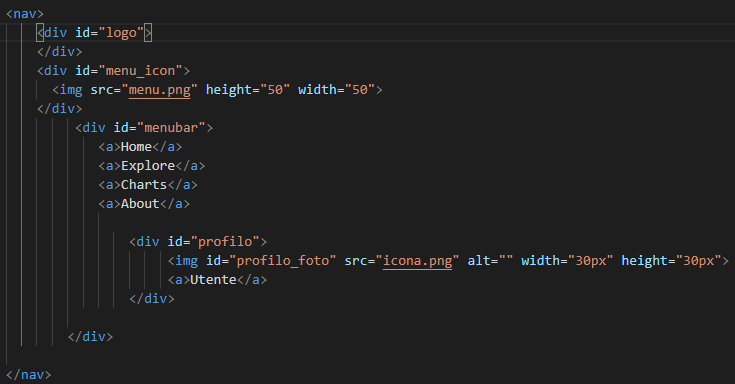 <nav>
<div id="logo">
</div>
<div id="menu_icon">
<img src="menu.png" height="50" width="50">
</div>
<div id="menubar">
<a>Home</a>
<a>Explore</a>
<a>Charts</a>
<a>About</a>
<div id="profilo">
<img id="profilo_foto" src="icona.png" alt="" width="30px" height="30px">
<a>Utente</a>
</div>
</div>
</nav>